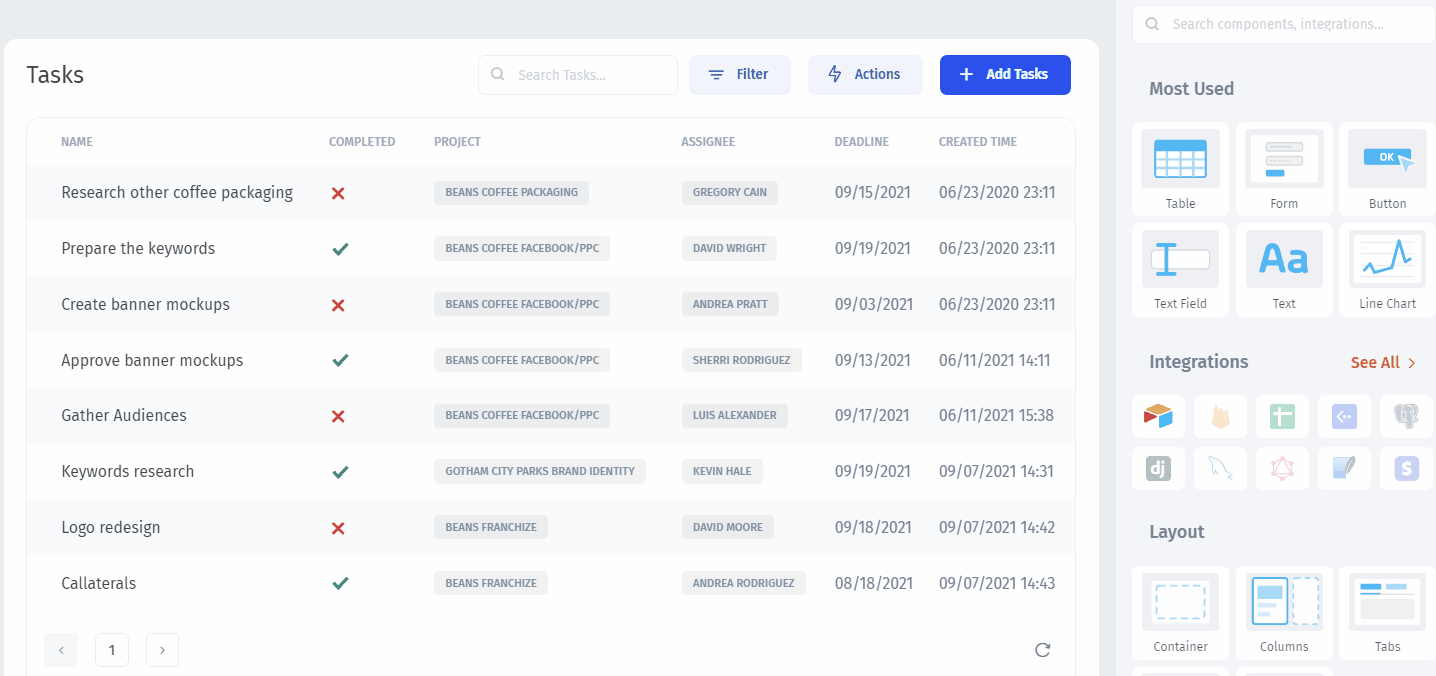 Search components, integrations...
Tasks
Search Tasks...
Filter
Actions
Add Tasks
Most Used
NAME COMPLETED PROJECT ASSIGNEE DEADLINE CREATED TIME
Research other coffee packaging BEANS COFFEE PACKAGING GREGORY CAIN 09/15/2021 06/23/2020 23:11
Prepare the keywords BEANS COFFEE FACEBOOK/PPC DAVID WRIGHT 09/19/2021 06/23/2020 23:11
Create banner mockups BEANS COFFEE FACEBOOK/PPC ANDREA PRATT 09/03/2021 06/23/2020 23:11
Approve banner mockups BEANS COFFEE FACEBOOK/PPC SHERRI RODRIGUEZ 09/13/2021 06/11/2021 14:11
Gather Audiences BEANS COFFEE FACEBOOK/PPC LUIS ALEXANDER 09/17/2021 06/11/2021 15:38
Keywords research GOTHAM CITY PARKS BRAND IDENTITY KEVIN HALE 09/19/2021 09/07/2021 14:31
Logo redesign BEANS FRANCHIZE DAVID MOORE 09/18/2021 09/07/2021 14:42
Callaterals BEANS FRANCHIZE ANDREA RODRIGUEZ 08/18/2021 09/07/2021 14:43
1
OK
Table Form Button
Aa
Text Field Text Line Chart
Integrations See All
dj S
Layout
Container Columns Tabs